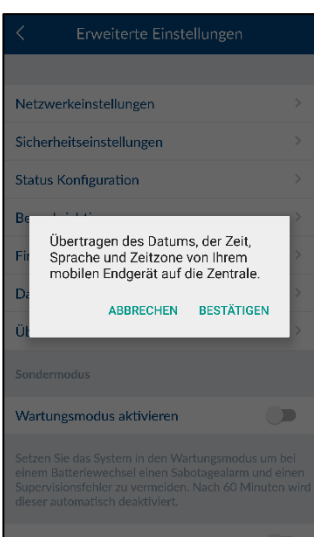 Erweiterte Einstellungen
Netzwerkeinstellungen
Sicherheitseinstellungen
Status Konfiguration
Übertragen des Datums, der Zeit,
Sprache und Zeitzone von Ihrem
mobilen Endgerät auf die Zentrale.
ABBRECHEN BESTÄTIGEN
Sondermodus
Wartungsmodus aktivieren
Setzen Sie das System in den Wartungsmodus um bei
einem Batteriewechsel einen Sabotagealarm und einen
Supervisionsfehler zu vermeiden. Nach 60 Minuten wird
dieser automatisch deaktiviert.